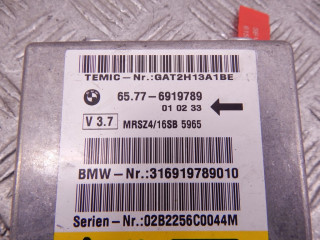 TEMIC-Nr.:GAT2H13A1BE
65.77-6919789
01 02 33
V 3.7 MRSZ4/16SB 5965
BMW-Nr.:316919789010
Serien-Nr.:02B2256C0044M